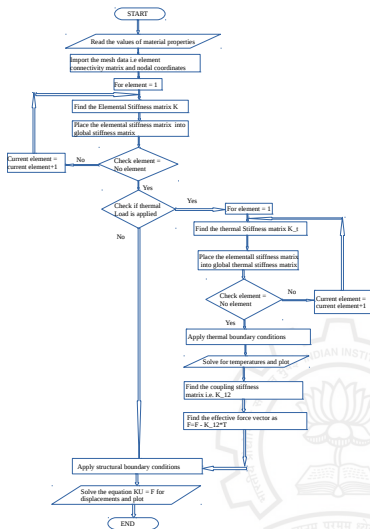 START
Read the values of material properties
Import the mesh data i.e element
connectivity matrix and nodal coordinates
For element = 1
Find the Elemental Stiffness matrix K
Place the elemental stiffness matrix into
global stiffness matrix
Current element =
current element+1
No
Check element =
No element
Yes
Check if thermal
Load is applied
Yes
No
For element = 1
Find the thermal Stiffness matrix K_t
Place the elementall stiffness matrix
into global thermal stiffness matrix
Check element =
No element
No
Current element =
current element+1
Yes
Apply thermal boundary conditions
Solve for temperatures and plot
Find the coupling stiffness
matrix i.e. K_12
Find the effective force vector as
F=F - K_12*T
Apply structural boundary conditions
Solve the equation KU = F for
displacements and plot
END